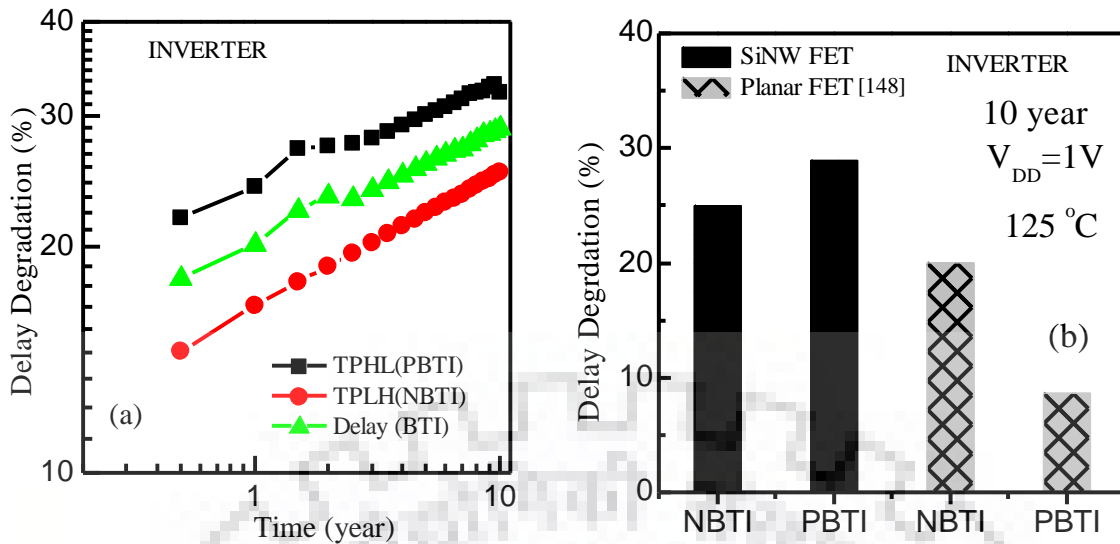 40
30
20
10
Delay Degradation (%)
INVERTER
TPHL(PBTI)
TPLH(NBTI)
Delay (BTI)
(a)
1
10
Time (year)
40
30
20
10
0
Delay Degrdation (%)
SiNW FET
Planar FET [148]
INVERTER
10 year
V_DD=1V
125 °C
(b)
NBTI PBTI NBTI PBTI